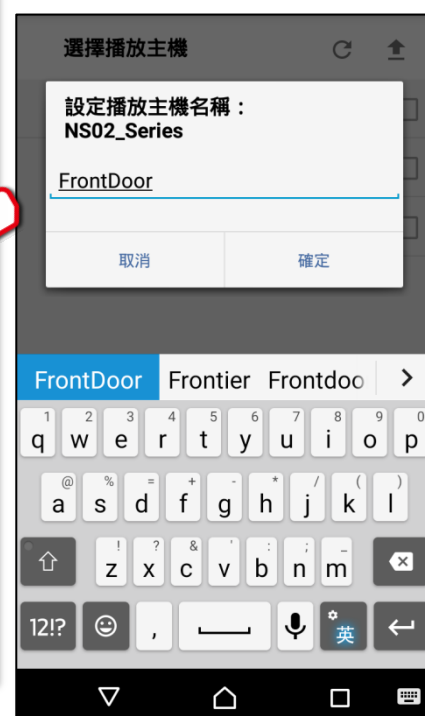 選擇播放主機
設定播放主機名稱：
NS02_Series
FrontDoor
取消 確定
FrontDoor Frontier Frontdoo
1 2 3 4 5 6 7 8 9 0
q w e r t y u i o p
@ % = + - * / ( )
a s d f g h j k l
! ? & ' : ; _
z x c v b n m
12!? , 英